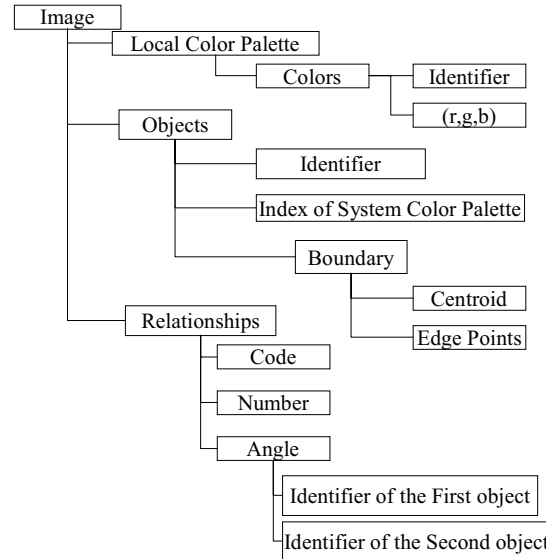 Image
Local Color Palette
Colors
Identifier
(r,g,b)
Objects
Identifier
Index of System Color Palette
Boundary
Centroid
Edge Points
Relationships
Code
Number
Angle
Identifier of the First object
Identifier of the Second object